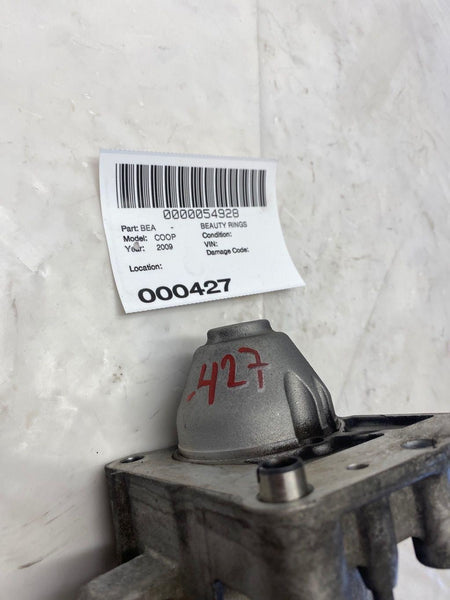 0000054928
Part: BEA - BEAUTY RINGS
Model: COOP Condition:
Year: 2009 VIN:
Damage Code:
Location:
000427
427